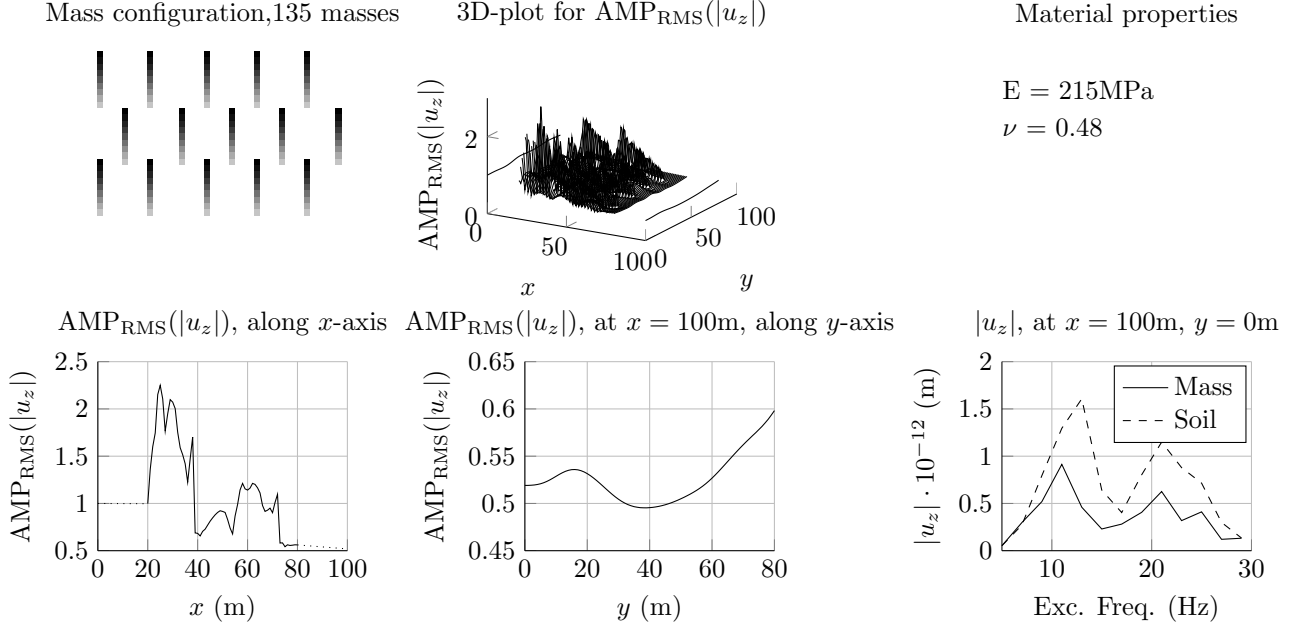 Mass configuration,135 masses
3D-plot for AMP_RMS(|u_z|)
Material properties
AMP_RMS(|u_z|)
2
0
0
50
100
x
0
50
100
y
E = 215MPa
ν = 0.48
AMP_RMS(|u_z|), along x-axis
AMP_RMS(|u_z|)
2.5
2
1.5
1
0.5
0 20 40 60 80 100
x (m)
AMP_RMS(|u_z|), at x = 100m, along y-axis
AMP_RMS(|u_z|)
0.65
0.6
0.55
0.5
0.45
0 20 40 60 80
y (m)
|u_z|, at x = 100m, y = 0m
|u_z| · 10^−12 (m)
2
1.5
1
0.5
0
10 20 30
Exc. Freq. (Hz)
Mass
Soil